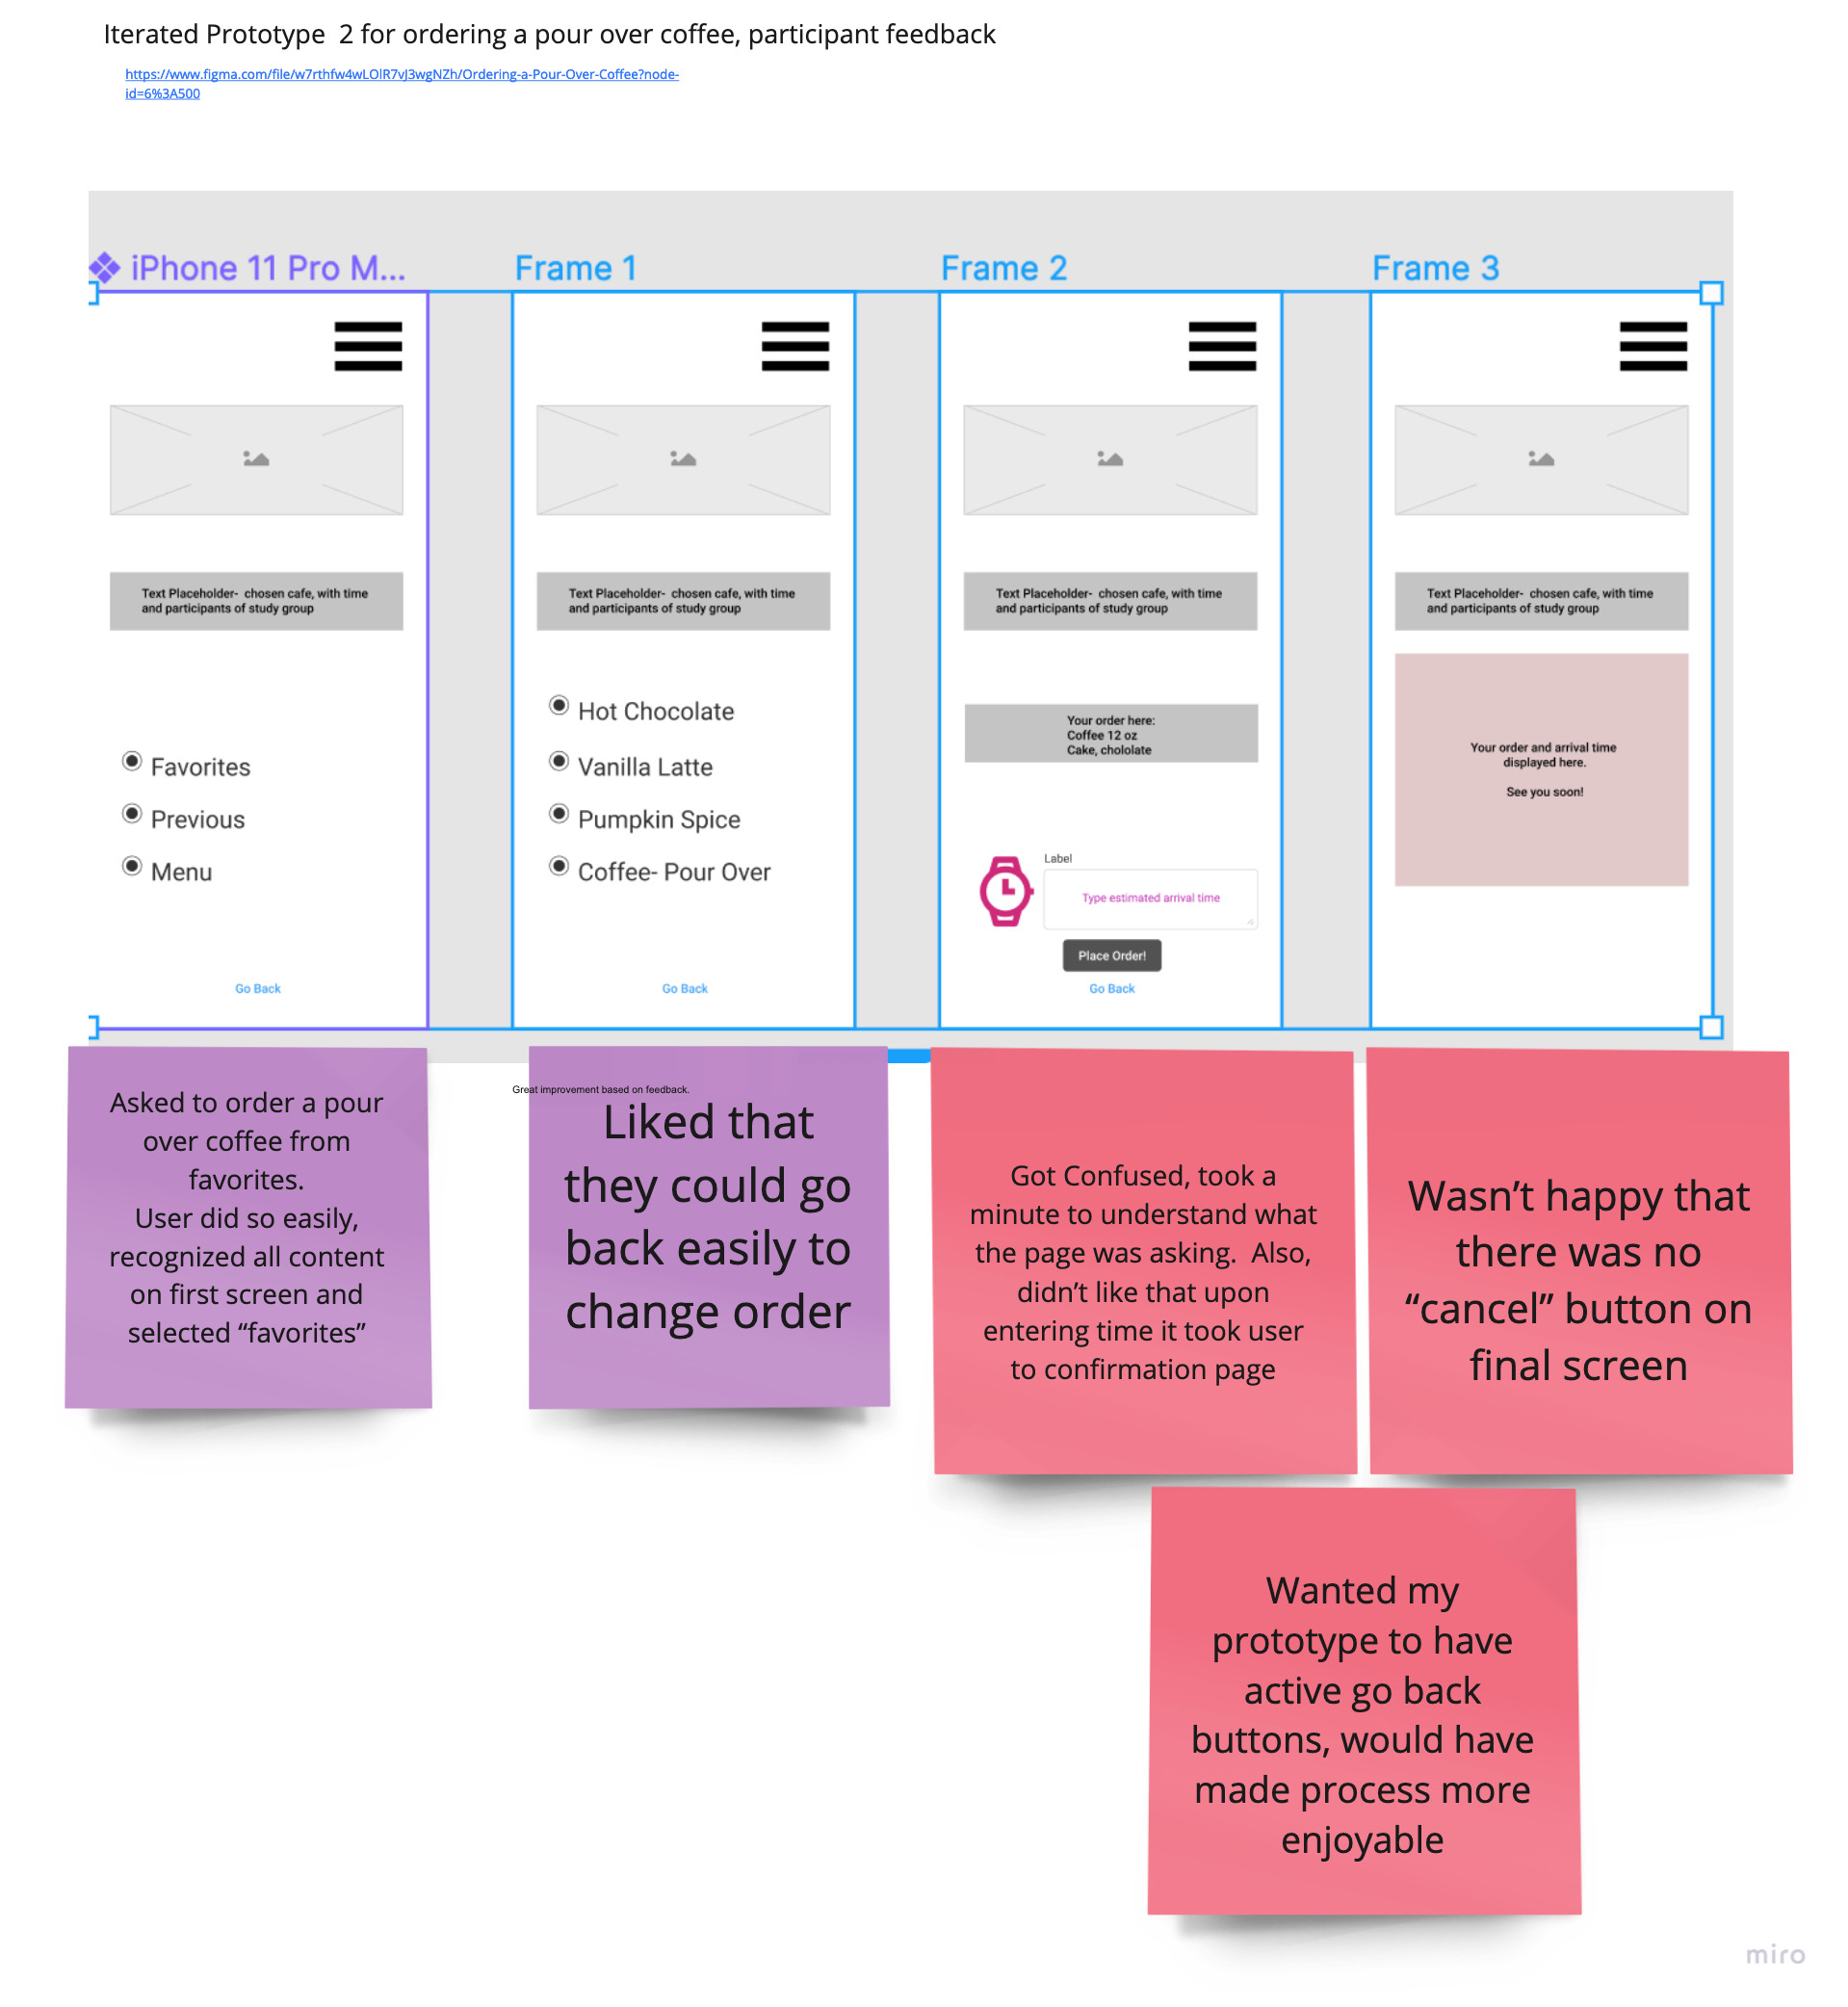 Iterated Prototype  2 for ordering a pour over coffee, participant feedback
https://www.figma.com/file/w7rthfw4wLOlR7vJ3wgNZh/Ordering-a-Pour-Over-Coffee?node-
id=6%3A500
iPhone 11 Pro M...
Frame 1
Frame 2
Frame 3
Text Placeholder-  chosen cafe, with time
and participants of study group
Favorites
Previous
Menu
Go Back
Text Placeholder-  chosen cafe, with time
and participants of study group
Hot Chocolate
Vanilla Latte
Pumpkin Spice
Coffee- Pour Over
Go Back
Text Placeholder-  chosen cafe, with time
and participants of study group
Your order here:
Coffee 12 oz
Cake, chololate
Label
Type estimated arrival time
Place Order!
Go Back
Text Placeholder-  chosen cafe, with time
and participants of study group
Your order and arrival time
displayed here.
See you soon!
Asked to order a pour
over coffee from
favorites.
User did so easily,
recognized all content
on first screen and
selected “favorites”
Great improvement based on feedback.
Liked that
they could go
back easily to
change order
Got Confused, took a
minute to understand what
the page was asking.  Also,
didn’t like that upon
entering time it took user
to confirmation page
Wasn’t happy that
there was no
“cancel” button on
final screen
Wanted my
prototype to have
active go back
buttons, would have
made process more
enjoyable
miro